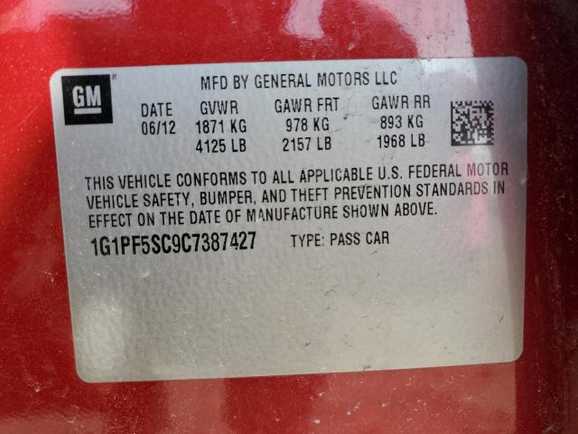 GM
MFD BY GENERAL MOTORS LLC
DATE GVWR GAWR FRT GAWR RR
06/12 1871 KG 978 KG 893 KG
4125 LB 2157 LB 1968 LB
THIS VEHICLE CONFORMS TO ALL APPLICABLE U.S. FEDERAL MOTOR
VEHICLE SAFETY, BUMPER, AND THEFT PREVENTION STANDARDS IN
EFFECT ON THE DATE OF MANUFACTURE SHOWN ABOVE.
1G1PF5SC9C7387427 TYPE: PASS CAR